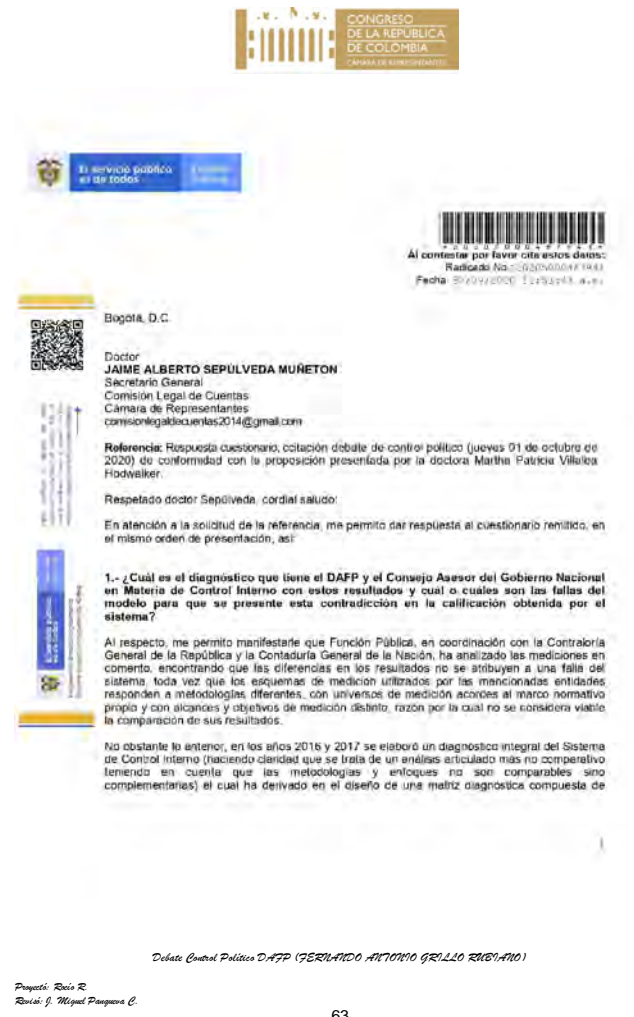 CONGRESO
DE LA REPÚBLICA
DE COLOMBIA
CÁMARA DE REPRESENTANTES
El servicio público
es de todos
Al contestar por favor cite estos datos:
Radicado No.:
Fecha:
Bogotá, D.C.
Doctor
JAIME ALBERTO SEPÚLVEDA MUÑETON
Secretario General
Comisión Legal de Cuentas
Cámara de Representantes
comisionlegaldecuentas2014@gmail.com
Referencia: Respuesta cuestionario, citación debate de control político (jueves 01 de octubre de
2020) de conformidad con la proposición presentada por la doctora Martha Patricia Villalba
Hodwalker.
Respetado doctor Sepúlveda, cordial saludo:
En atención a la solicitud de la referencia, me permito dar respuesta al cuestionario remitido, en
el mismo orden de presentación, así:
1.- ¿Cuál es el diagnóstico que tiene el DAFP y el Consejo Asesor del Gobierno Nacional
en Materia de Control Interno con estos resultados y cual o cuáles son las fallas del
modelo para que se presente esta contradicción en la calificación obtenida por el
sistema?
Al respecto, me permito manifestarle que Función Pública, en coordinación con la Contraloría
General de la República y la Contaduría General de la Nación, ha analizado las mediciones en
comento, encontrando que las diferencias en los resultados no se atribuyen a una falla del
sistema, toda vez que los esquemas de medición utilizados por las mencionadas entidades
responden a metodologías diferentes, con universos de medición acordes al marco normativo
propio y con alcances y objetivos de medición distinto, razón por la cual no se considera viable
la comparación de sus resultados.
No obstante lo anterior, en los años 2016 y 2017 se elaboró un diagnóstico integral del Sistema
de Control Interno (haciendo claridad que se trata de un análisis articulado más no comparativo
teniendo en cuenta que las metodologías y enfoques no son comparables sino
complementarias) el cual ha derivado en el diseño de una matriz diagnóstica compuesta de
1
Debate Control Político DAFP (FERNANDO ANTONIO GRILLO RUBIANO)
Proyectó: Rocío R.
Revisó: J. Miguel Pangueva C.
63